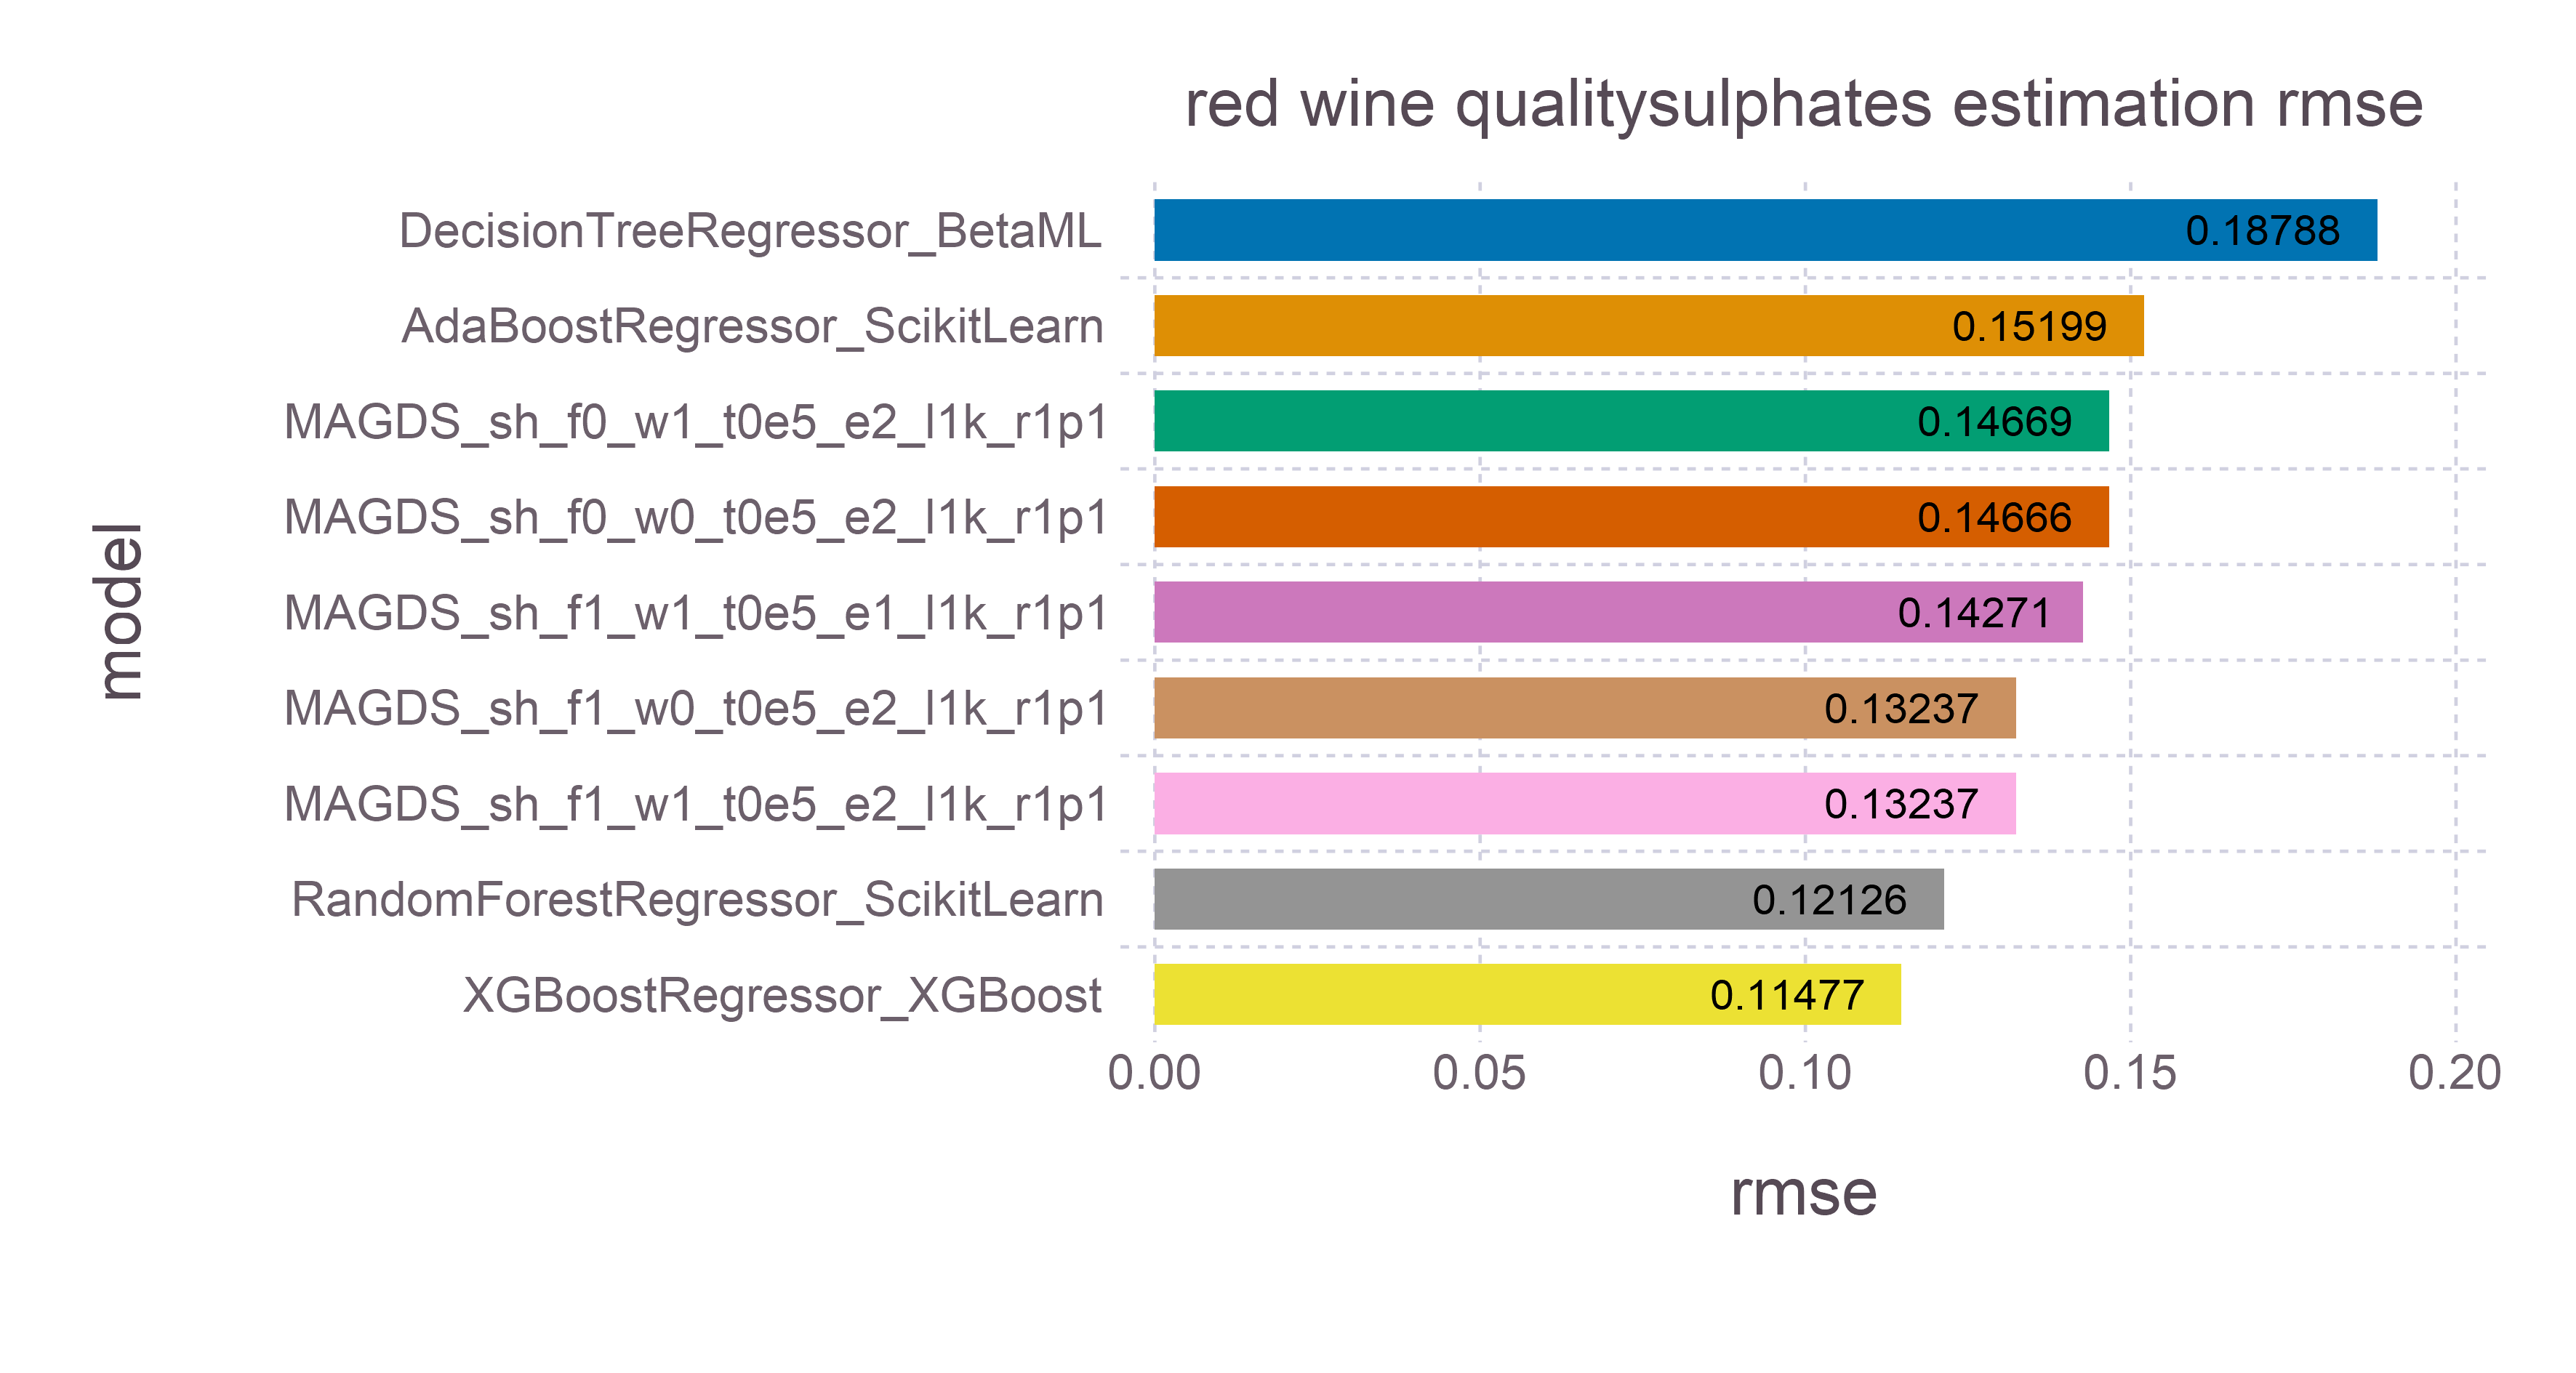 red wine qualitysulphates estimation rmse
model
DecisionTreeRegressor_BetaML 0.18788
AdaBoostRegressor_ScikitLearn 0.15199
MAGDS_sh_f0_w1_t0e5_e2_l1k_r1p1 0.14669
MAGDS_sh_f0_w0_t0e5_e2_l1k_r1p1 0.14666
MAGDS_sh_f1_w1_t0e5_e1_l1k_r1p1 0.14271
MAGDS_sh_f1_w0_t0e5_e2_l1k_r1p1 0.13237
MAGDS_sh_f1_w1_t0e5_e2_l1k_r1p1 0.13237
RandomForestRegressor_ScikitLearn 0.12126
XGBoostRegressor_XGBoost 0.11477
0.00 0.05 0.10 0.15 0.20
rmse